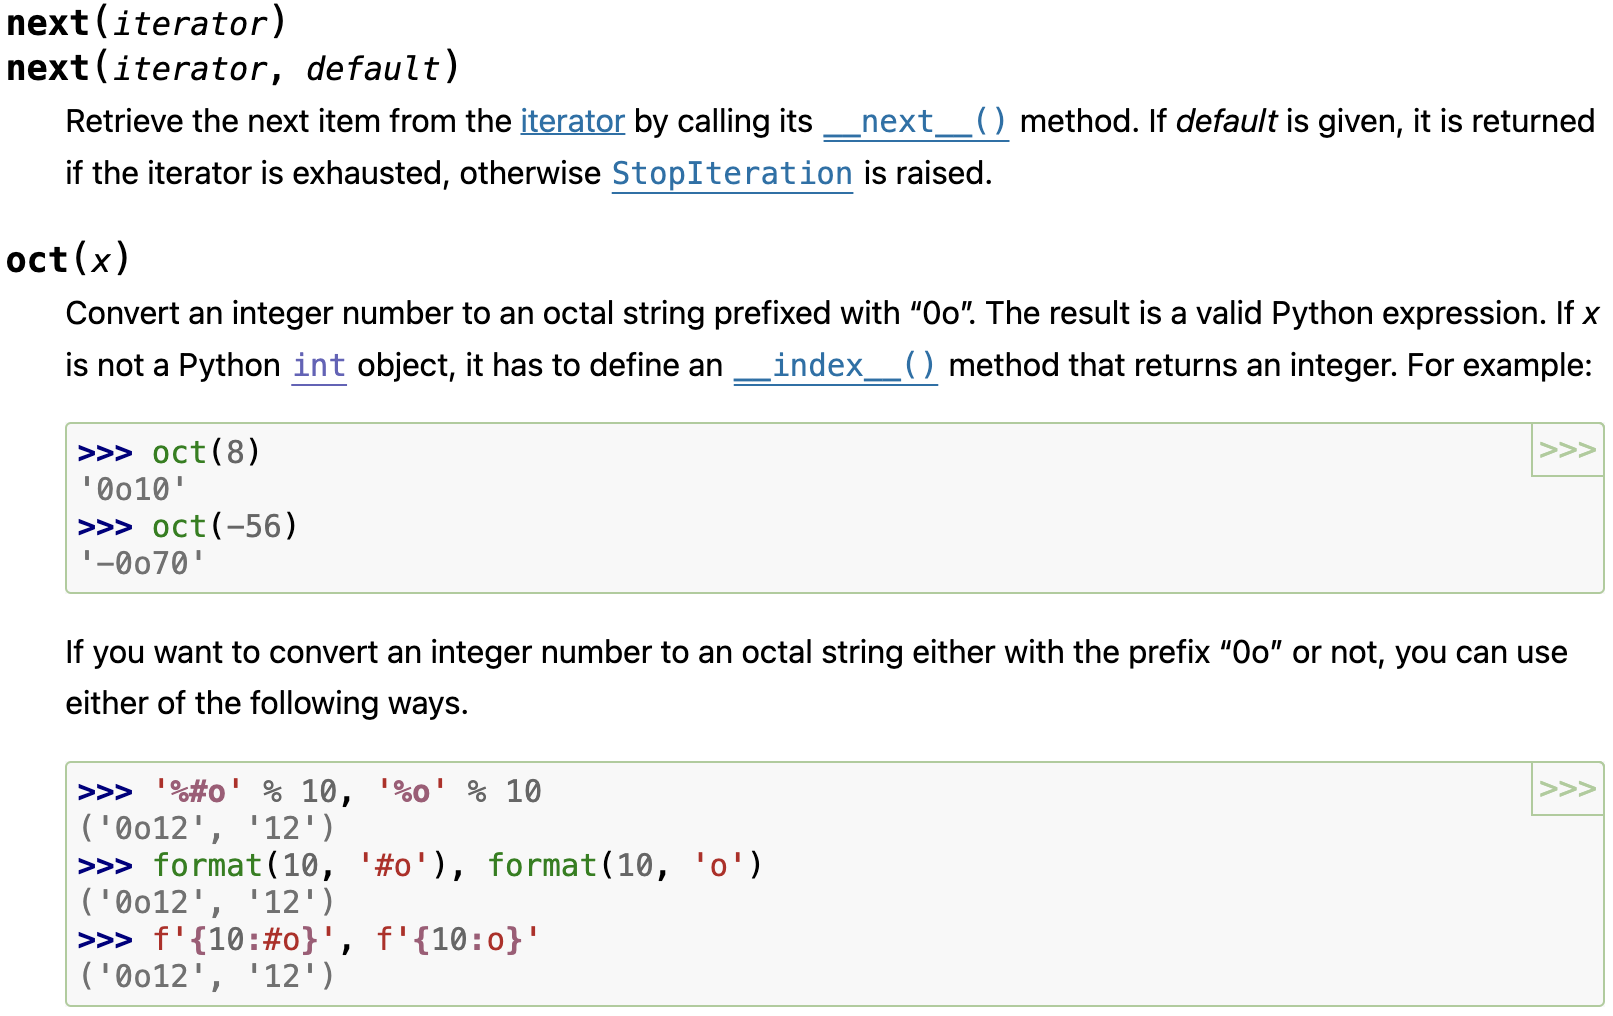 next(iterator)
next(iterator, default)
Retrieve the next item from the iterator by calling its __next__() method. If default is given, it is returned
if the iterator is exhausted, otherwise StopIteration is raised.
oct(x)
Convert an integer number to an octal string prefixed with “0o”. The result is a valid Python expression. If x
is not a Python int object, it has to define an __index__() method that returns an integer. For example:
>>> oct(8)
>>>
'0o10'
>>> oct(-56)
'-0o70'
If you want to convert an integer number to an octal string either with the prefix “0o” or not, you can use
either of the following ways.
>>> '%#o' % 10, '%o' % 10
>>>
('0o12', '12')
>>> format(10, '#o'), format(10, 'o')
('0o12', '12')
>>> f'{10:#o}', f'{10:o}'
('0o12', '12')